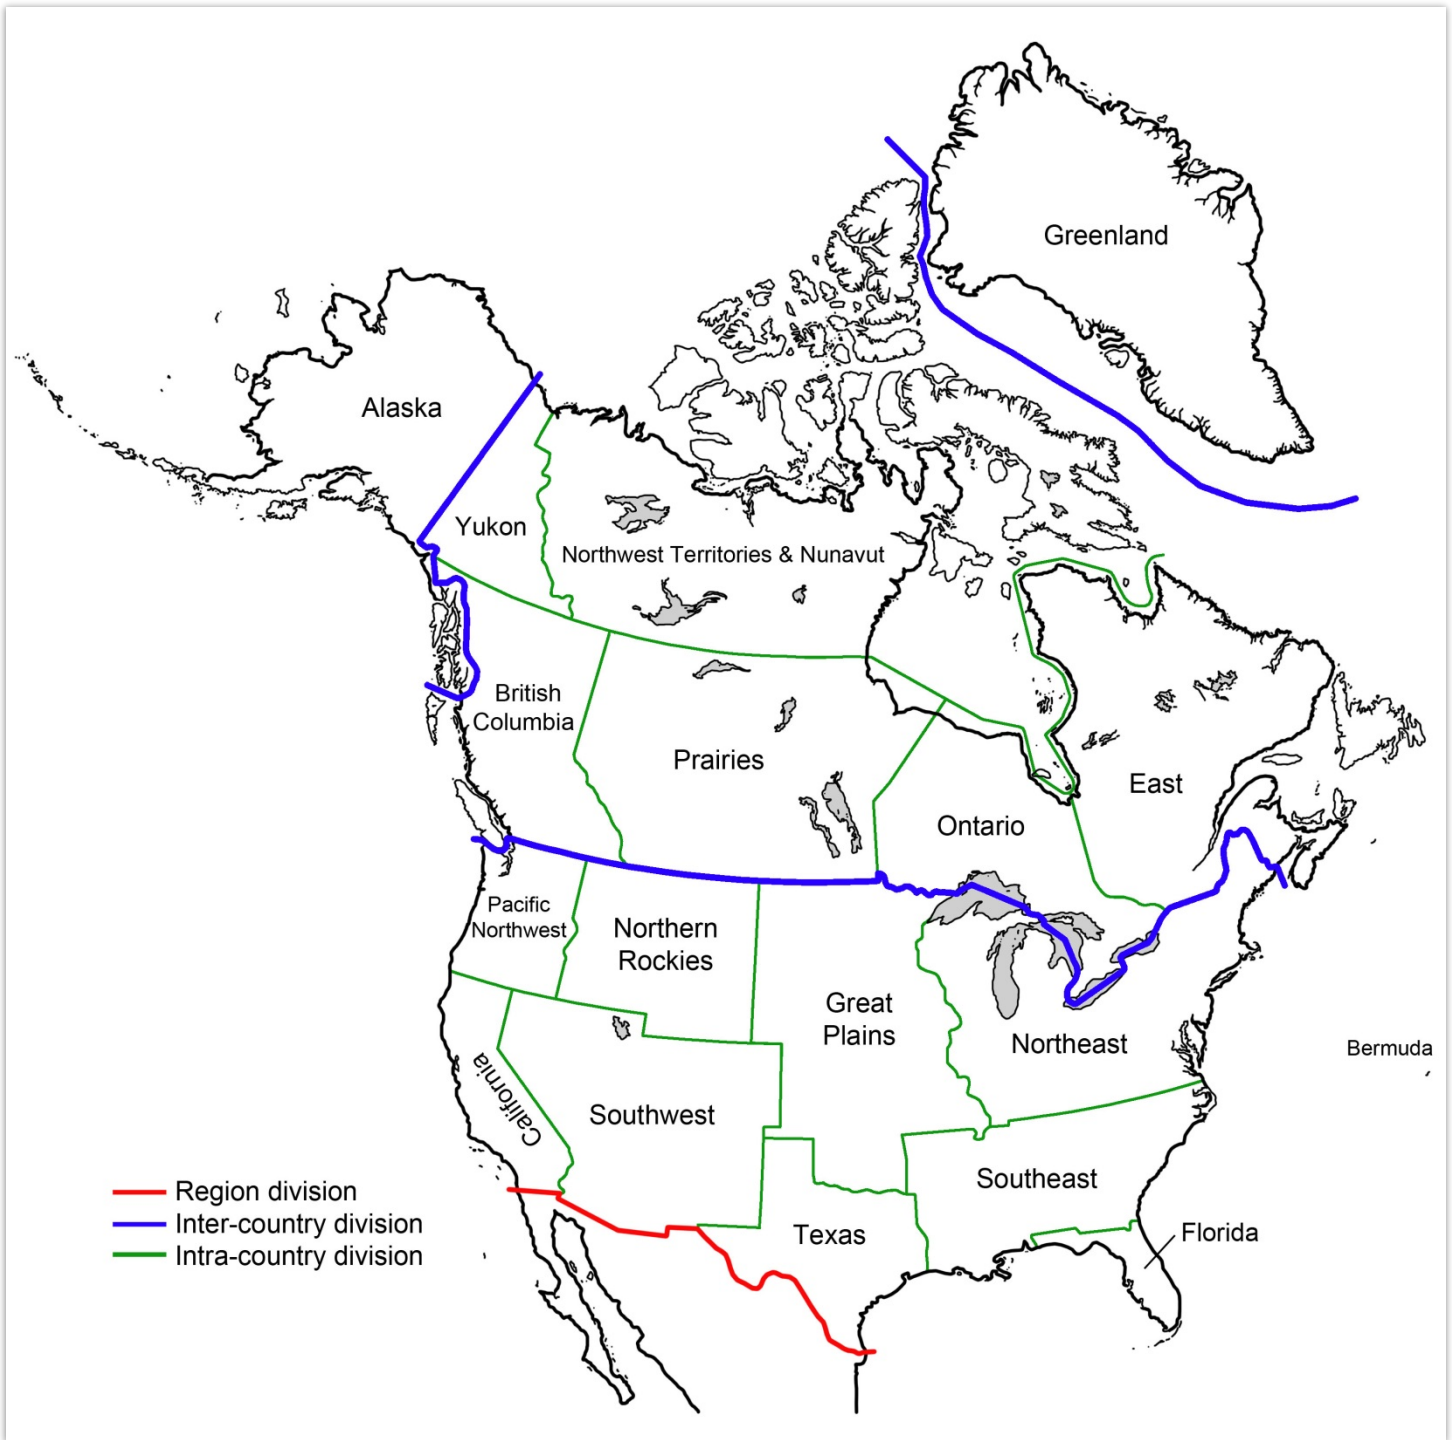 Greenland
Alaska
Yukon
Northwest Territories & Nunavut
British
Columbia
Prairies
East
Ontario
Pacific
Northwest
Northern
Rockies
Great
Plains
Northeast
Bermuda
California
Southwest
Southeast
Texas
Florida
Region division
Inter-country division
Intra-country division